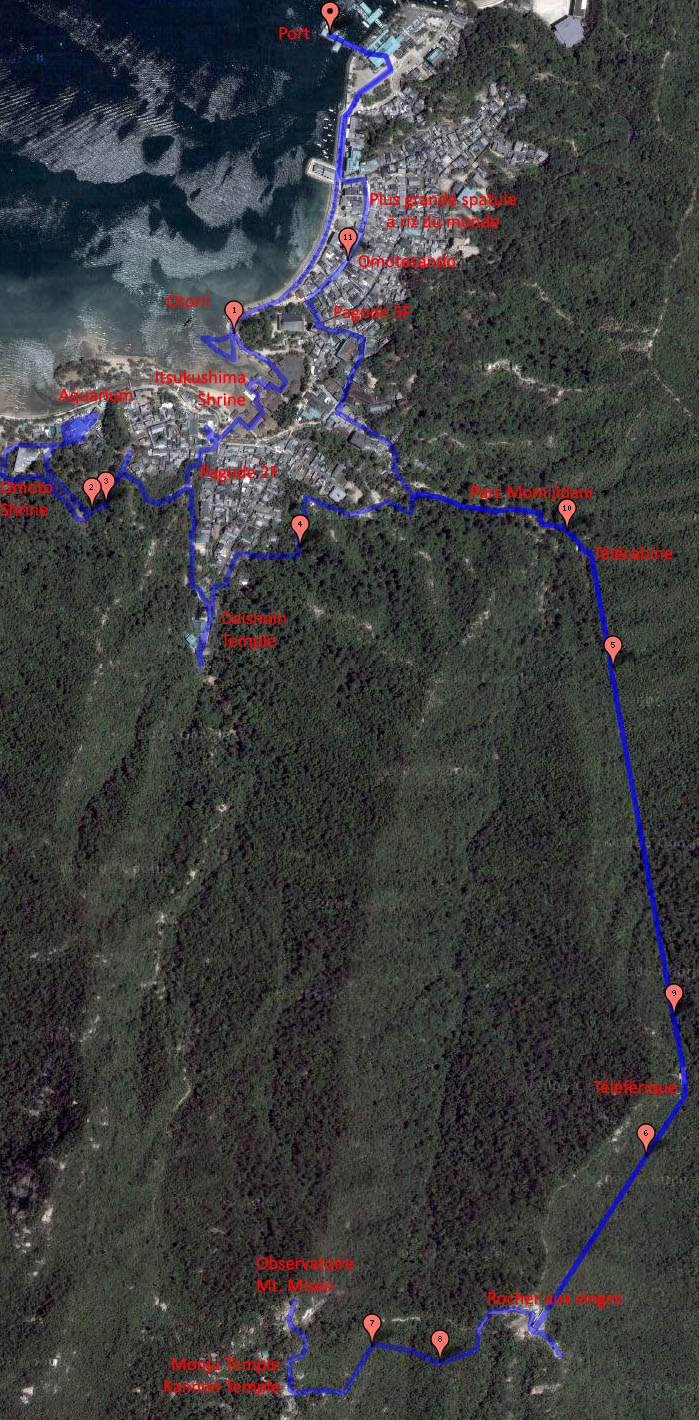 Port
Plus grande spatule
à riz du monde
11
Omotesando
Otorii
1
Pagode 5F
Itsukushima
Shrine
Aquarium
Pagode 2F
Omoto
Shrine
2
3
Parc Momijidani
10
4
Télécabine
Daishoin
Temple
5
9
Téléférique
6
Observatoire
Mt. Misen
Rocher aux singes
7
8
Monju Temple
Kannon Temple